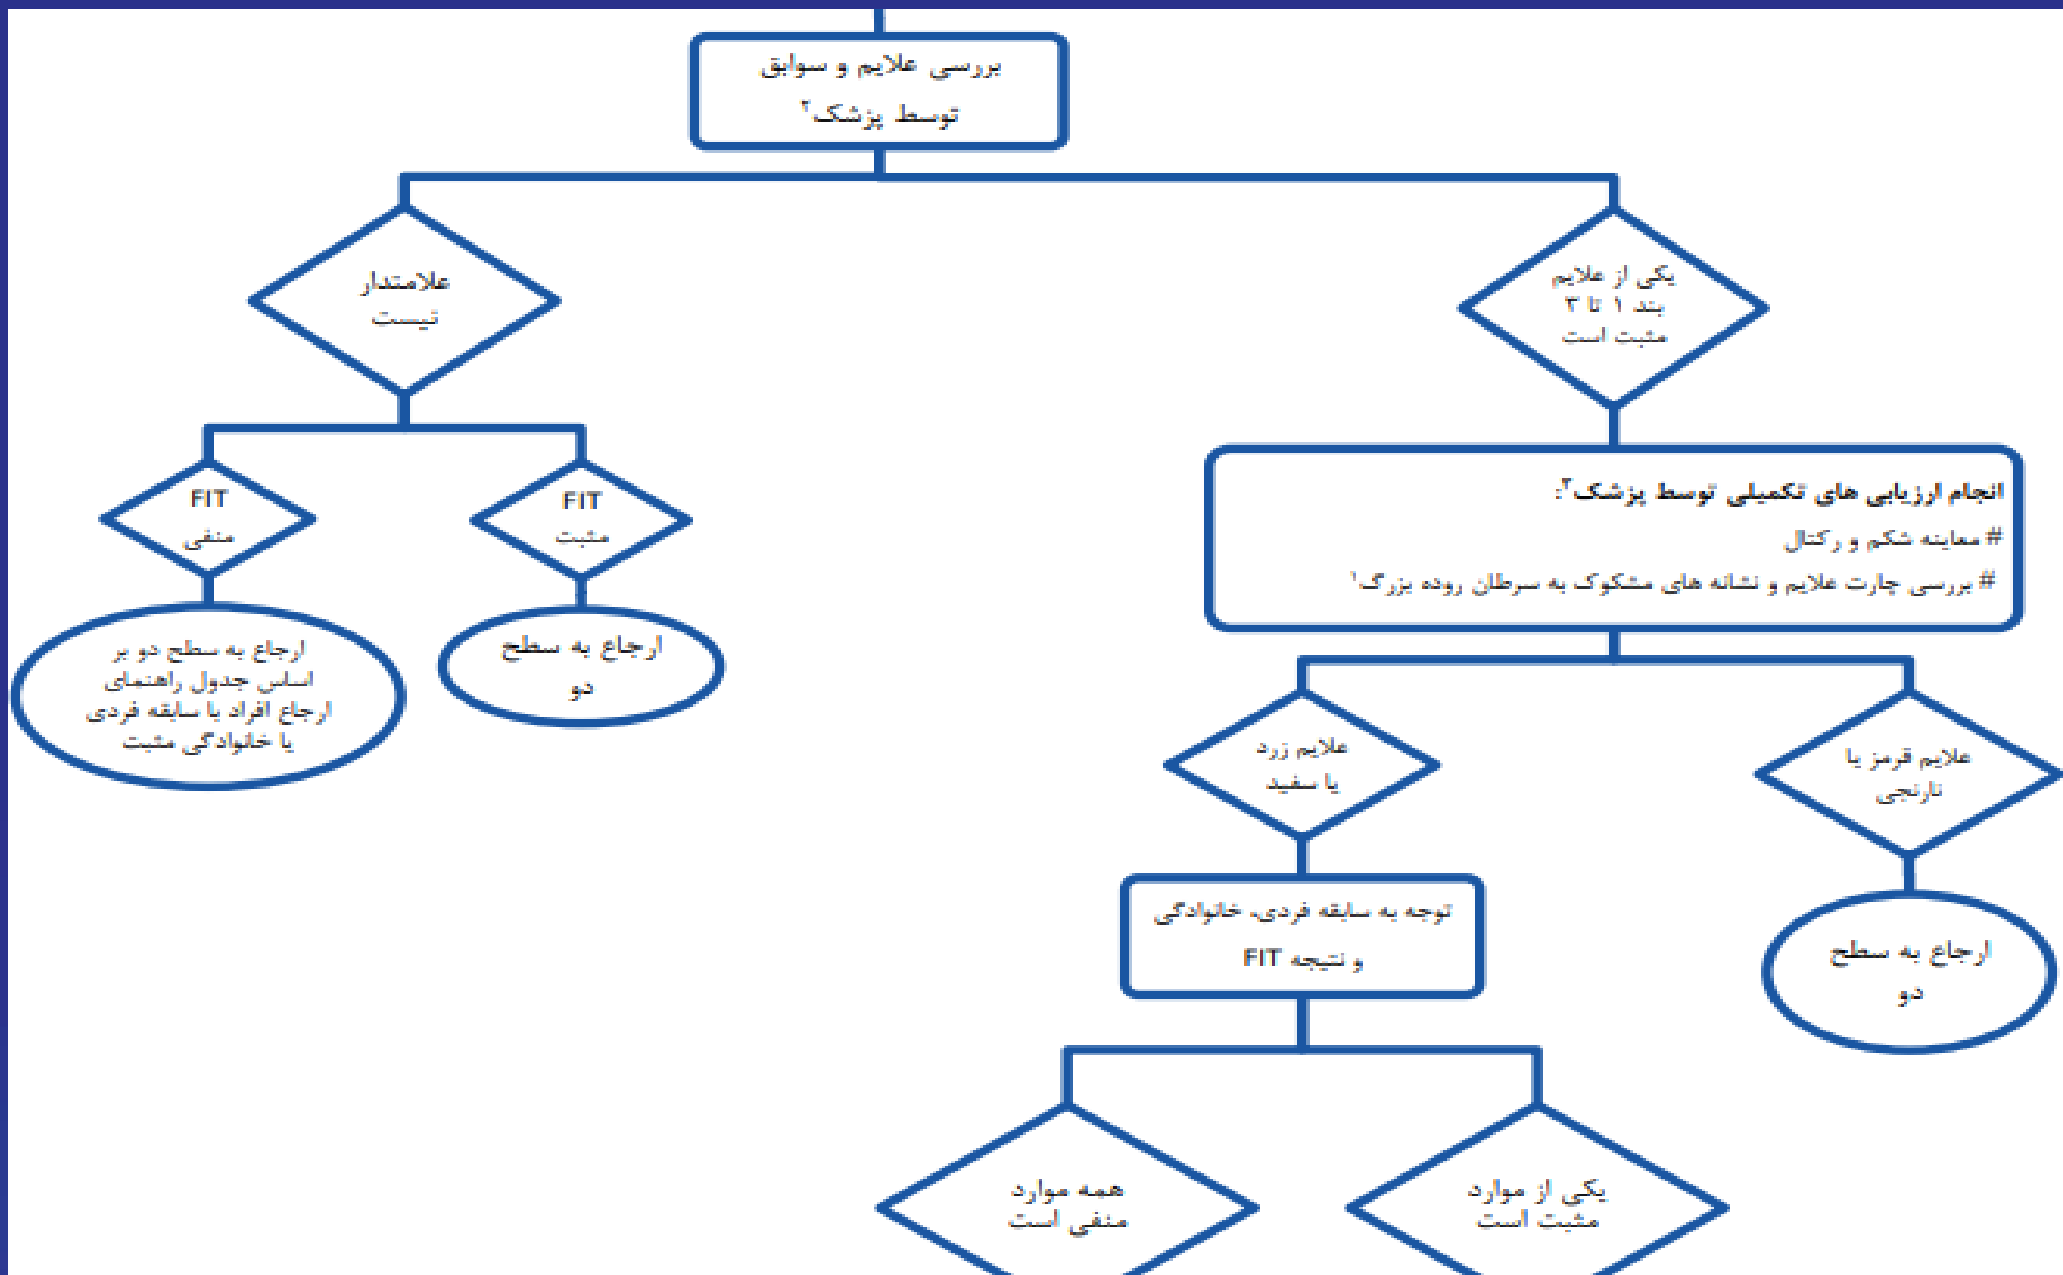 بررسی علایم و سوابق
توسط پزشک۲
یکی از علایم
بند ۱ تا ۳
مثبت است
علامتدار
نیست
انجام ارزیابی های تکمیلی توسط پزشک۳:
# معاینه شکم و رکتال
# بررسی چارت علایم و نشانه های مشکوک به سرطان روده بزرگ۱
FIT
مثبت
FIT
منفی
ارجاع به سطح
دو
ارجاع به سطح دو بر
اساس جدول راهنمای
ارجاع افراد با سابقه فردی
یا خانوادگی مثبت
علایم قرمز یا
نارنجی
علایم زرد
یا سفید
ارجاع به سطح
دو
توجه به سابقه فردی، خانوادگی
و نتیجه FIT
یکی از موارد
مثبت است
همه موارد
منفی است